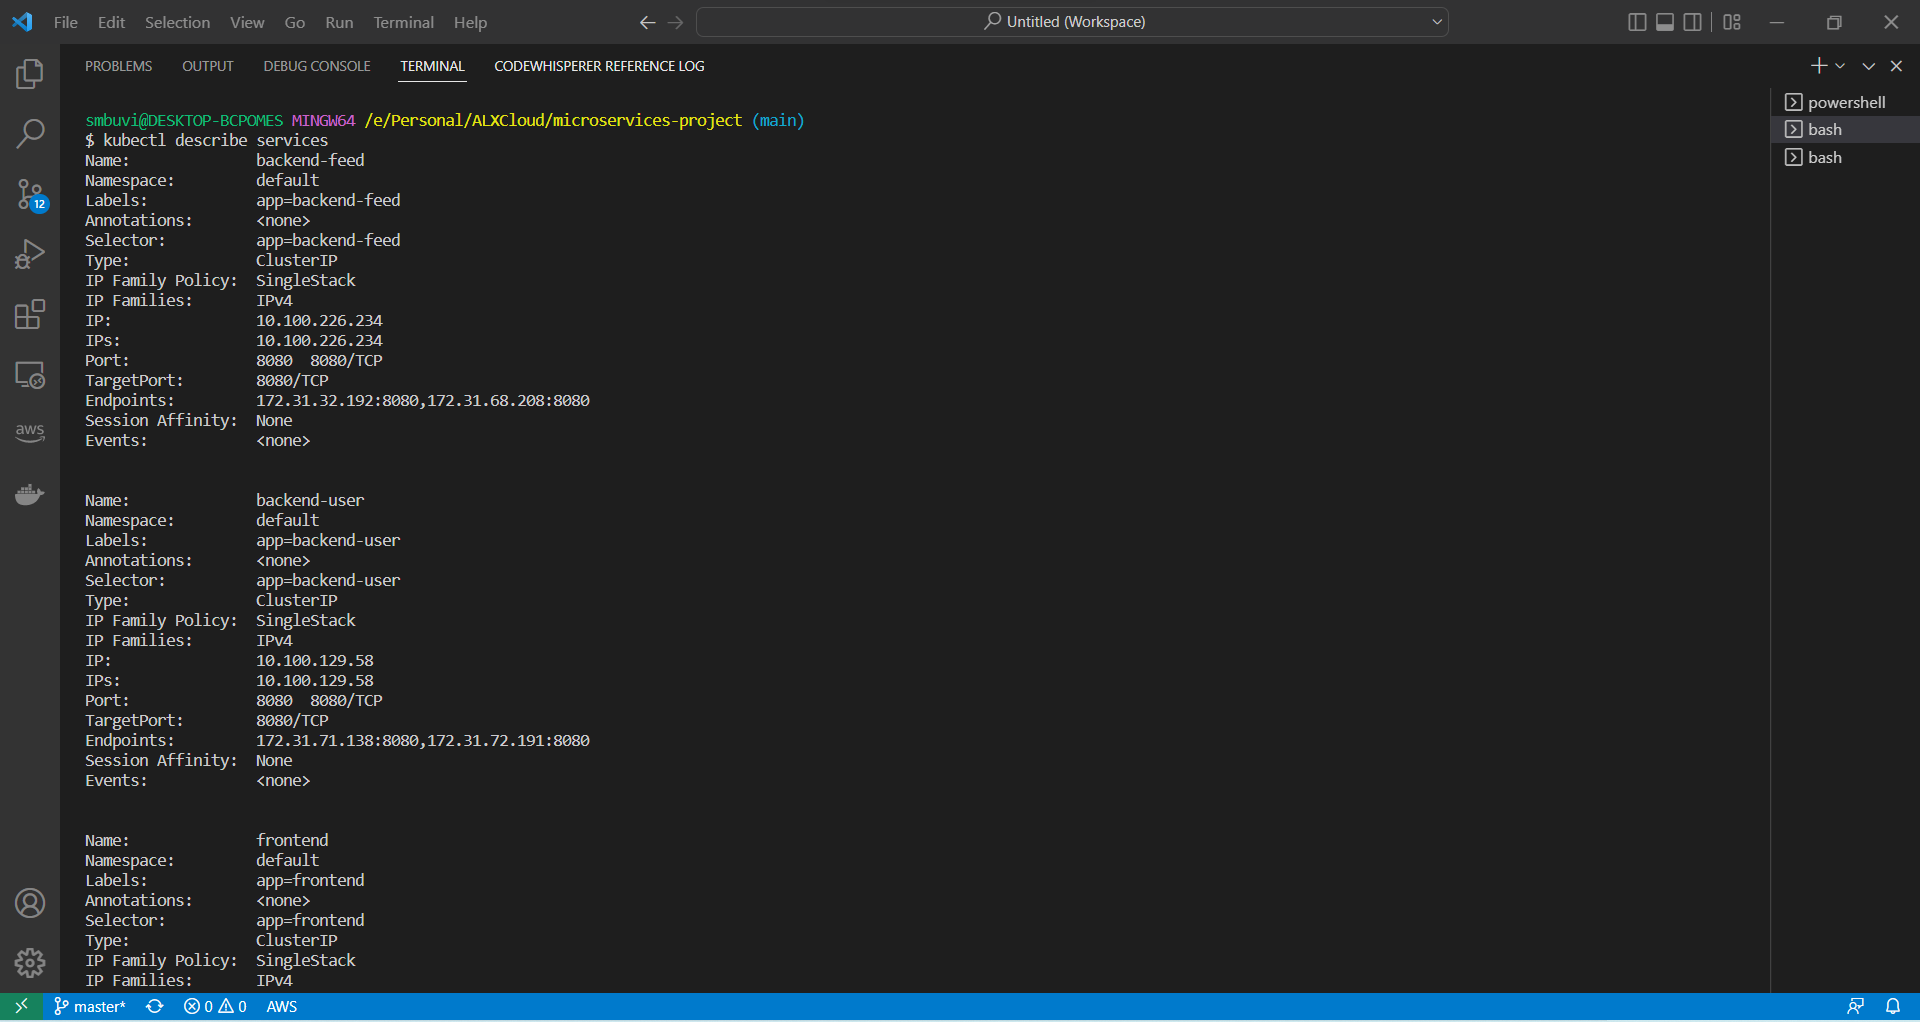 File Edit Selection View Go Run Terminal Help
Untitled (Workspace)
PROBLEMS OUTPUT DEBUG CONSOLE TERMINAL CODEWHISPERER REFERENCE LOG
powershell
bash
bash
12
aws
smbuvi@DESKTOP-BCPOMES MINGW64 /e/Personal/ALXCloud/microservices-project (main)
$ kubectl describe services
Name: backend-feed
Namespace: default
Labels: app=backend-feed
Annotations: <none>
Selector: app=backend-feed
Type: ClusterIP
IP Family Policy: SingleStack
IP Families: IPv4
IP: 10.100.226.234
IPs: 10.100.226.234
Port: 8080 8080/TCP
TargetPort: 8080/TCP
Endpoints: 172.31.32.192:8080,172.31.68.208:8080
Session Affinity: None
Events: <none>
Name: backend-user
Namespace: default
Labels: app=backend-user
Annotations: <none>
Selector: app=backend-user
Type: ClusterIP
IP Family Policy: SingleStack
IP Families: IPv4
IP: 10.100.129.58
IPs: 10.100.129.58
Port: 8080 8080/TCP
TargetPort: 8080/TCP
Endpoints: 172.31.71.138:8080,172.31.72.191:8080
Session Affinity: None
Events: <none>
Name: frontend
Namespace: default
Labels: app=frontend
Annotations: <none>
Selector: app=frontend
Type: ClusterIP
IP Family Policy: SingleStack
IP Families: IPv4
master* 0 0 AWS